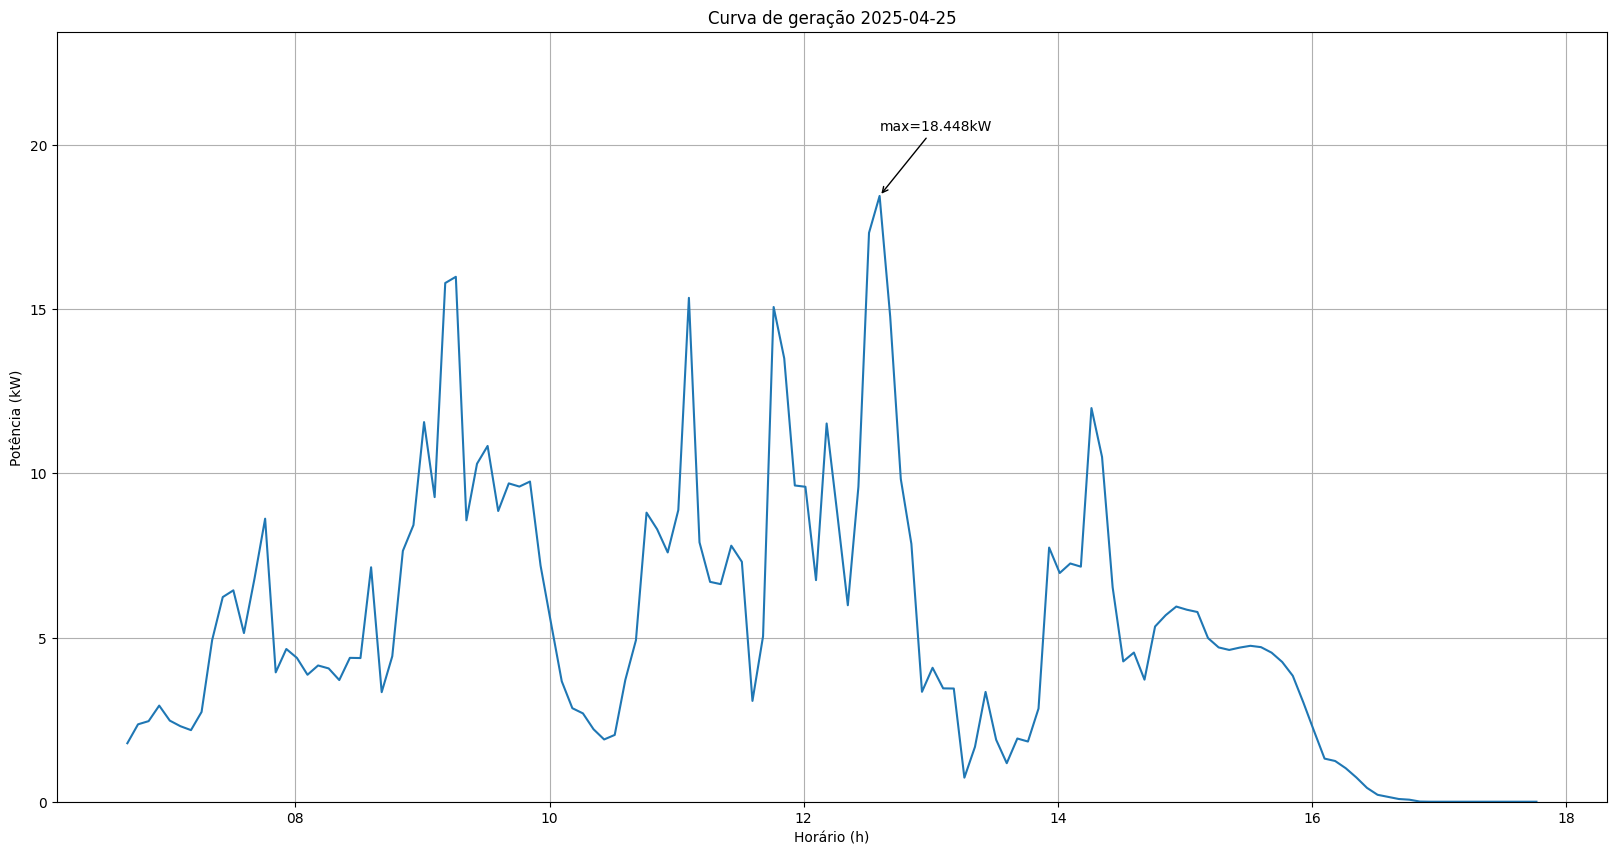 Curva de geração 2025-04-25
max=18.448kW
20
15
10
5
0
Potência (kW)
08 10 12 14 16 18
Horário (h)